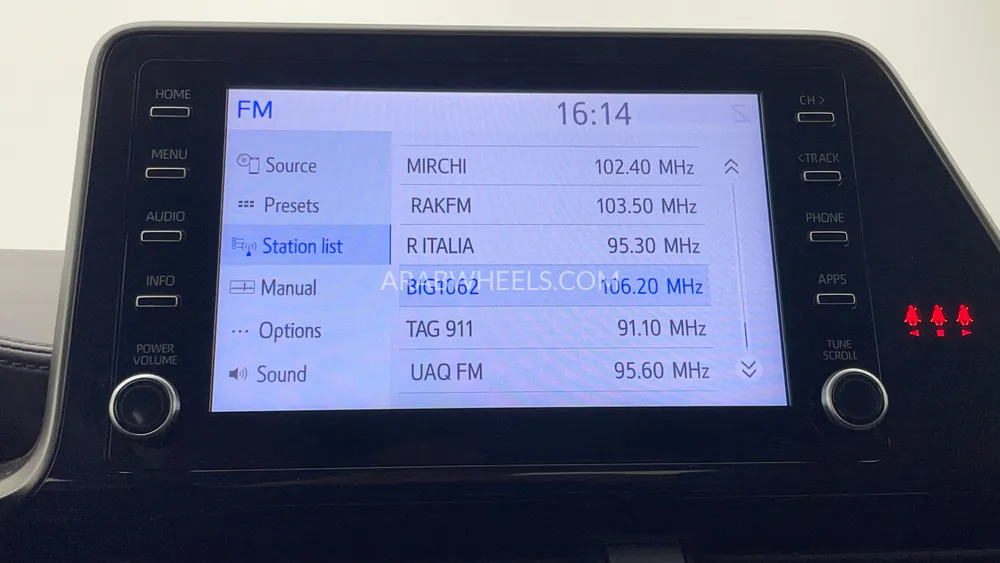 HOME
MENU
AUDIO
INFO
POWER
VOLUME
FM
16:14
Source
Presets
Station list
Manual
Options
Sound
MIRCHI 102.40 MHz
RAKFM 103.50 MHz
R ITALIA 95.30 MHz
BIG1062 106.20 MHz
TAG 911 91.10 MHz
UAQ FM 95.60 MHz
ARABWHEELS.COM
CH >
< TRACK
PHONE
APPS
TUNE
SCROLL